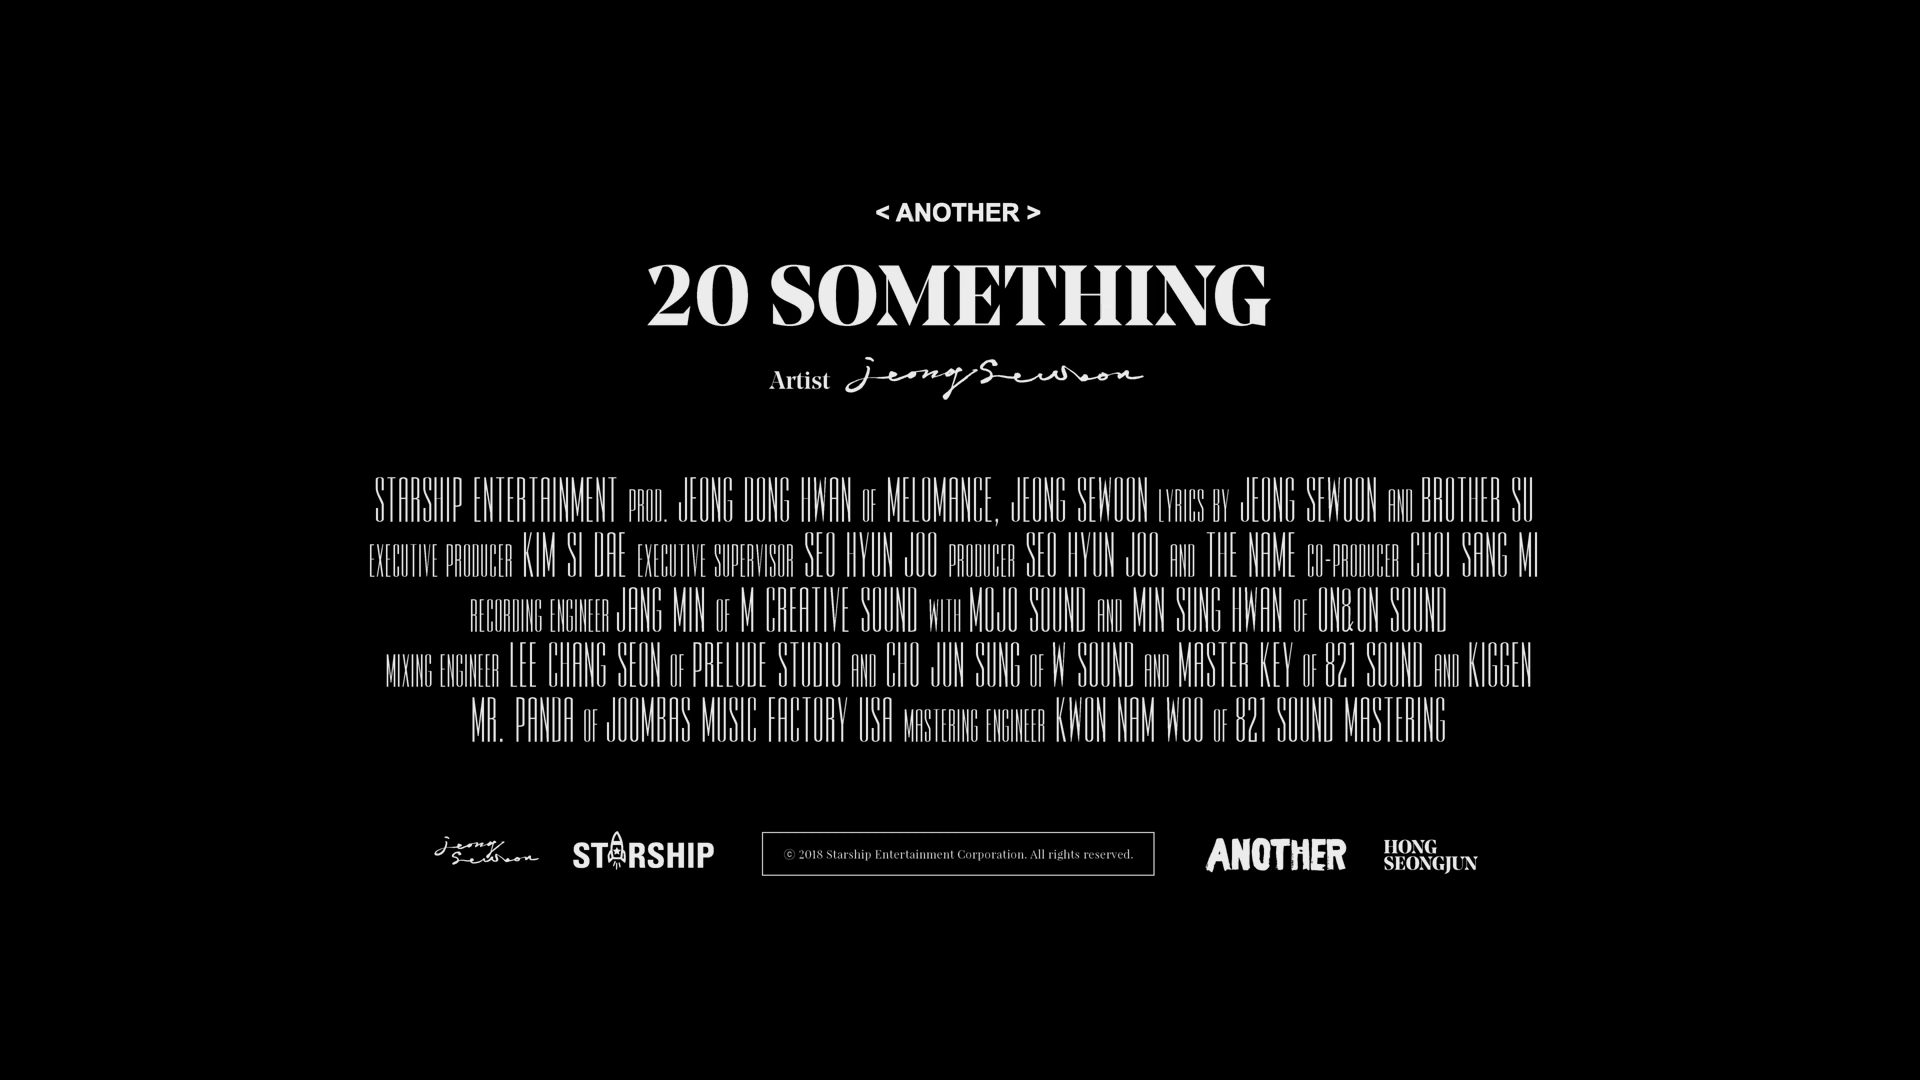 < ANOTHER >
20 SOMETHING
Artist jeong Sewoon
STARSHIP ENTERTAINMENT PROD. JEONG DONG HWAN OF MELOMANCE, JEONG SEWOON LYRICS BY JEONG SEWOON AND BROTHER SU
EXECUTIVE PRODUCER KIM SI DAE EXECUTIVE SUPERVISOR SEO HYUN JOO PRODUCER SEO HYUN JOO AND THE NAME CO-PRODUCER CHOI SANG MI
RECORDING ENGINEER JANG MIN OF M CREATIVE SOUND WITH MOJO SOUND AND MIN SUNG HWAN OF ON&ON SOUND
MIXING ENGINEER LEE CHANG SEON OF PRELUDE STUDIO AND CHO JUN SUNG OF W SOUND AND MASTER KEY OF 821 SOUND AND KIGGEN
MR. PANDA OF JOOMBAS MUSIC FACTORY USA MASTERING ENGINEER KWON NAM WOO OF 821 SOUND MASTERING
jeong
Sewoon
STARSHIP
ⓒ 2018 Starship Entertainment Corporation. All rights reserved.
ANOTHER
HONG
SEONGJUN